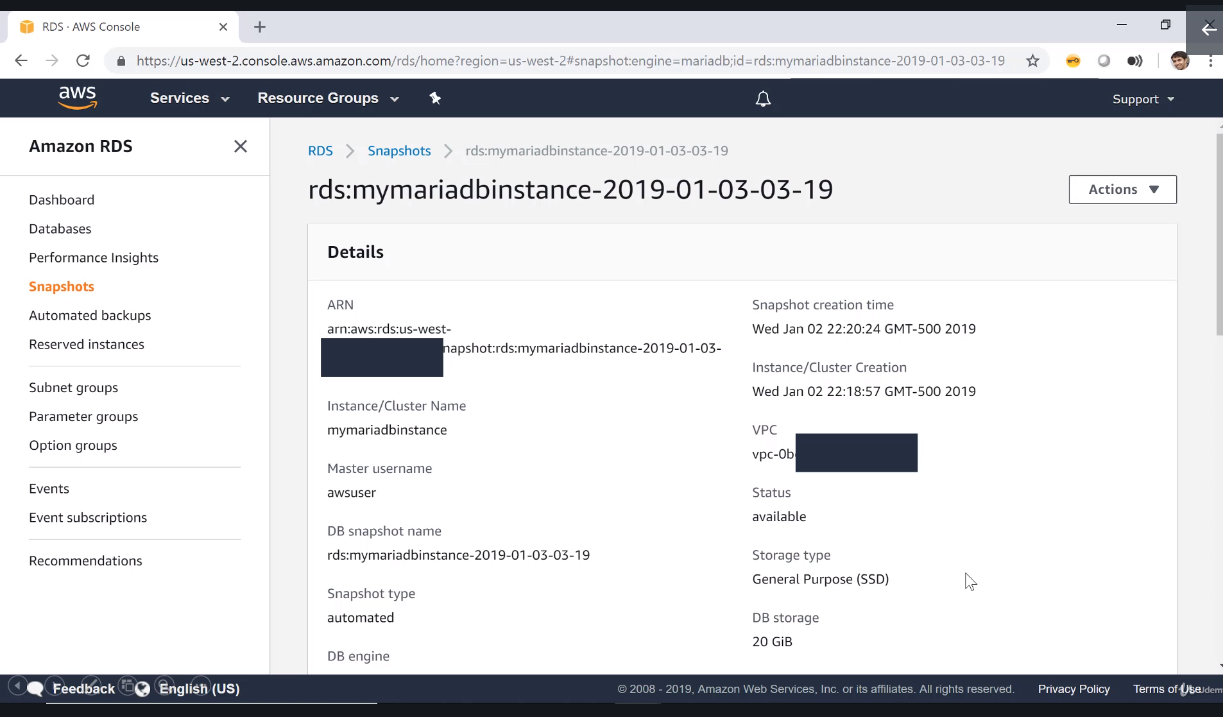 RDS · AWS Console
https://us-west-2.console.aws.amazon.com/rds/home?region=us-west-2#snapshot:engine=mariadb;id=rds:mymariadbinstance-2019-01-03-03-19
aws
Services
Resource Groups
Support
Amazon RDS
Dashboard
Databases
Performance Insights
Snapshots
Automated backups
Reserved instances
Subnet groups
Parameter groups
Option groups
Events
Event subscriptions
Recommendations
RDS
Snapshots
rds:mymariadbinstance-2019-01-03-03-19
rds:mymariadbinstance-2019-01-03-03-19
Actions
Details
ARN
arn:aws:rds:us-west-
napshot:rds:mymariadbinstance-2019-01-03-
Instance/Cluster Name
mymariadbinstance
Master username
awsuser
DB snapshot name
rds:mymariadbinstance-2019-01-03-03-19
Snapshot type
automated
DB engine
Snapshot creation time
Wed Jan 02 22:20:24 GMT-500 2019
Instance/Cluster Creation
Wed Jan 02 22:18:57 GMT-500 2019
VPC
vpc-0b
Status
available
Storage type
General Purpose (SSD)
DB storage
20 GiB
Feedback
English (US)
© 2008 - 2019, Amazon Web Services, Inc. or its affiliates. All rights reserved.
Privacy Policy
Terms of Use